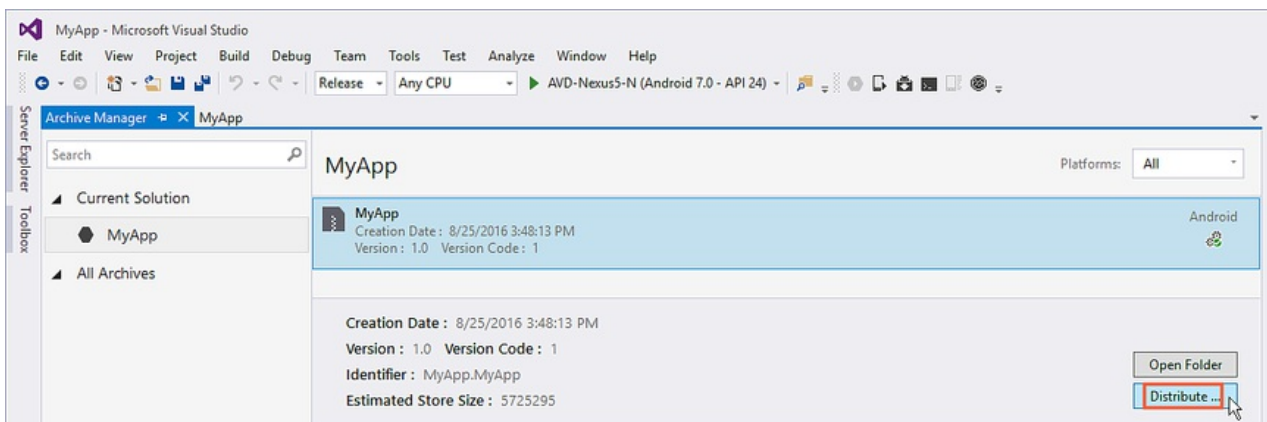 MyApp - Microsoft Visual Studio
File Edit View Project Build Debug Team Tools Test Analyze Window Help
Release Any CPU AVD-Nexus5-N (Android 7.0 - API 24)
Server Explorer
Toolbox
Archive Manager MyApp
Search
Current Solution
MyApp
All Archives
MyApp
Platforms: All
MyApp
Creation Date : 8/25/2016 3:48:13 PM
Version : 1.0 Version Code : 1
Android
Creation Date : 8/25/2016 3:48:13 PM
Version : 1.0 Version Code : 1
Identifier : MyApp.MyApp
Estimated Store Size : 5725295
Open Folder
Distribute ...